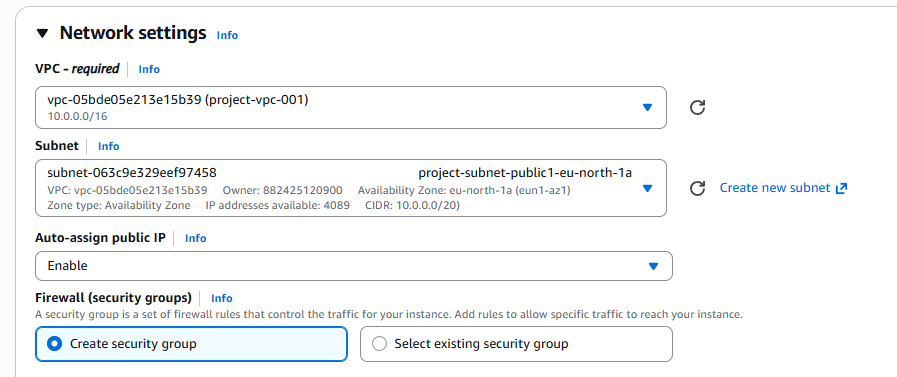 Network settings Info
VPC - required Info
vpc-05bde05e213e15b39 (project-vpc-001)
10.0.0.0/16
Subnet Info
subnet-063c9e329eef97458 project-subnet-public1-eu-north-1a
VPC: vpc-05bde05e213e15b39 Owner: 882425120900 Availability Zone: eu-north-1a (eun1-az1)
Zone type: Availability Zone IP addresses available: 4089 CIDR: 10.0.0.0/20)
Create new subnet
Auto-assign public IP Info
Enable
Firewall (security groups) Info
A security group is a set of firewall rules that control the traffic for your instance. Add rules to allow specific traffic to reach your instance.
Create security group Select existing security group